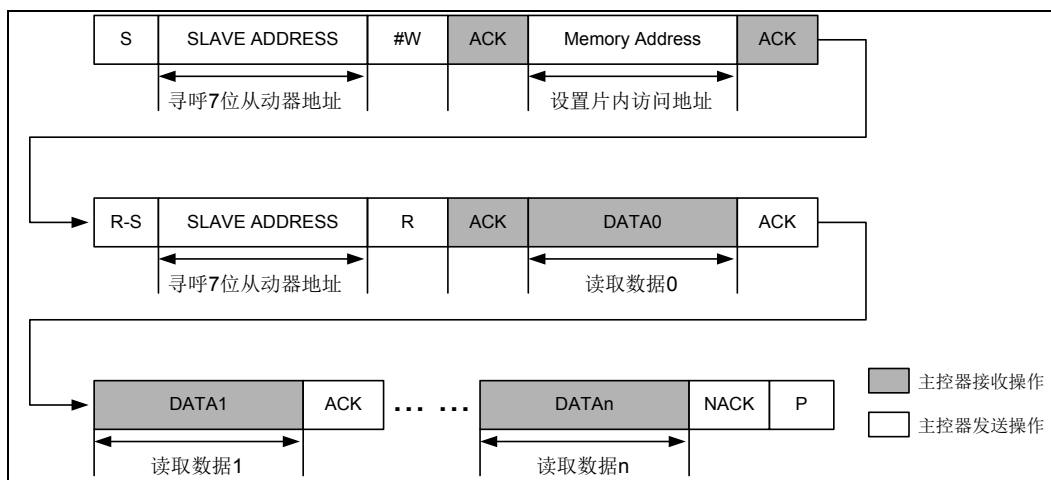 S SLAVE ADDRESS #W ACK Memory Address ACK
寻呼7位从动器地址 设置片内访问地址
R-S SLAVE ADDRESS R ACK DATA0 ACK
寻呼7位从动器地址 读取数据0
主控器接收操作
DATA1 ACK ... ... DATAn NACK P
主控器发送操作
读取数据1 读取数据n